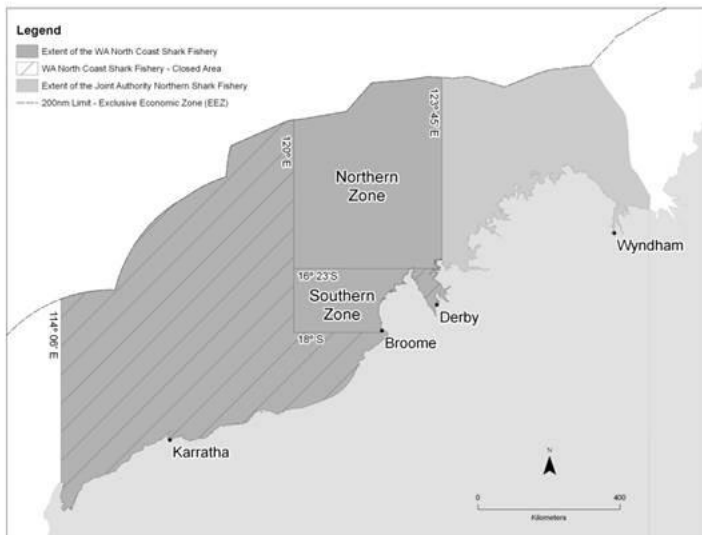 Legend
Extent of the WA North Coast Shark Fishery
WA North Coast Shark Fishery - Closed Area
Extent of the Joint Authority Northern Shark Fishery
200nm Limit - Exclusive Economic Zone (EEZ)
123° 45' E
120° E
Northern
Zone
Wyndham
16° 23'S
Southern
Zone
Derby
114° 06' E
18° S
Broome
Karratha
N
0
400
Kilometers